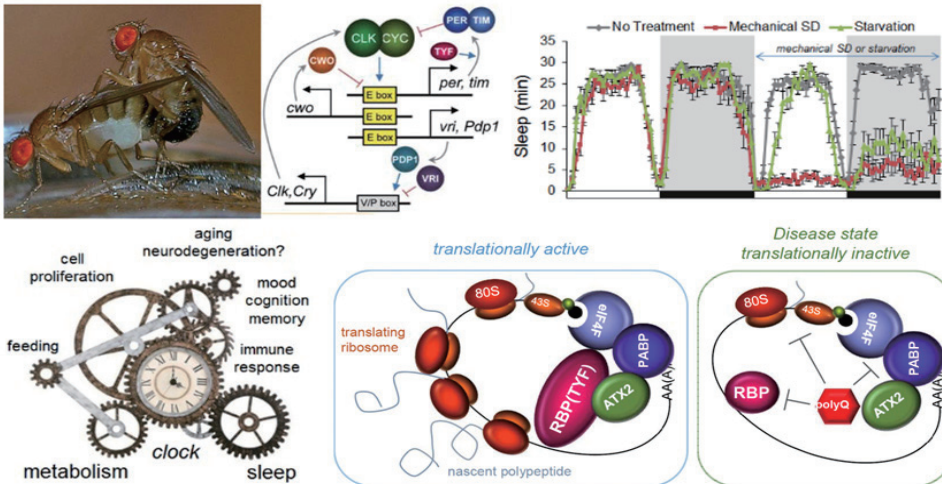 PER TIM
CLK CYC
TYF
CWO
E box
per, tim
cwo
E box
vri, Pdp1
E box
PDP1
VRI
Clk,Cry
V/P box
No Treatment
Mechanical SD
Starvation
mechanical SD or starvation
Sleep (min)
35
30
25
20
15
10
5
0
aging
neurodegeneration?
cell
proliferation
mood
cognition
memory
feeding
immune
response
clock
metabolism
sleep
translationally active
80S
43S
eIF4F
translating
ribosome
PABP
RBP(TYF)
ATX2
AA(A)
nascent polypeptide
Disease state
translationally inactive
80S
43S
eIF4F
PABP
RBP
polyQ
ATX2
AA(A)